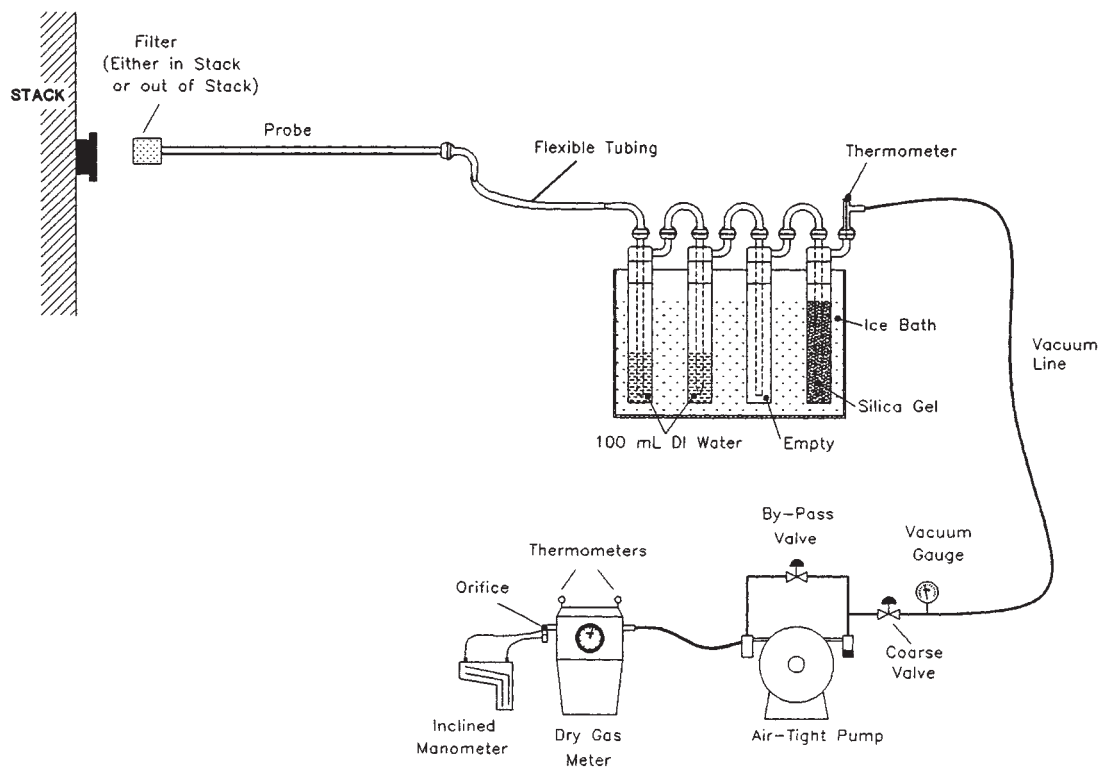 Filter
(Either in Stack
or out of Stack)
STACK
Probe
Flexible Tubing
Thermometer
Ice Bath
Vacuum
Line
Silica Gel
100 mL DI Water
Empty
By-Pass
Valve
Vacuum
Gauge
Thermometers
Orifice
Coarse
Valve
Inclined
Manometer
Dry Gas
Meter
Air-Tight Pump